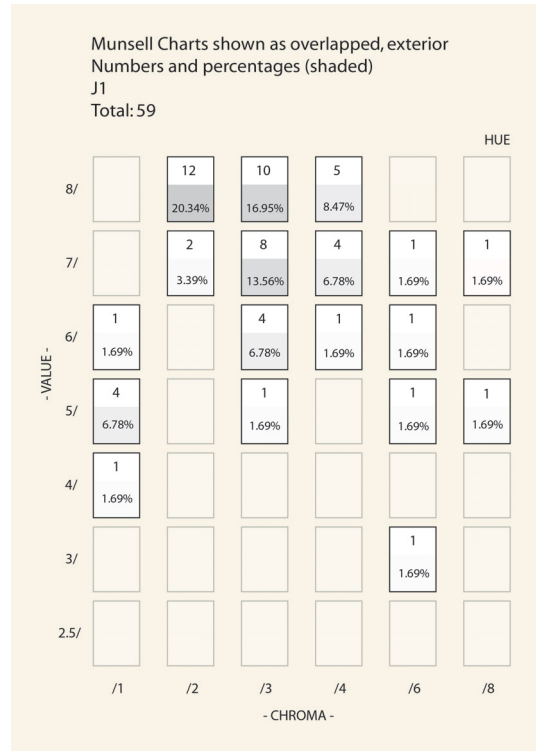 Munsell Charts shown as overlapped, exterior
Numbers and percentages (shaded)
J1
Total: 59
HUE
8/ 12 10 5
20.34% 16.95% 8.47%
7/ 2 8 4 1 1
3.39% 13.56% 6.78% 1.69% 1.69%
6/ 1 4 1 1
1.69% 6.78% 1.69% 1.69%
- VALUE -
5/ 4 1 1 1
6.78% 1.69% 1.69% 1.69%
4/ 1
1.69%
3/ 1
1.69%
2.5/
/1 /2 /3 /4 /6 /8
- CHROMA -